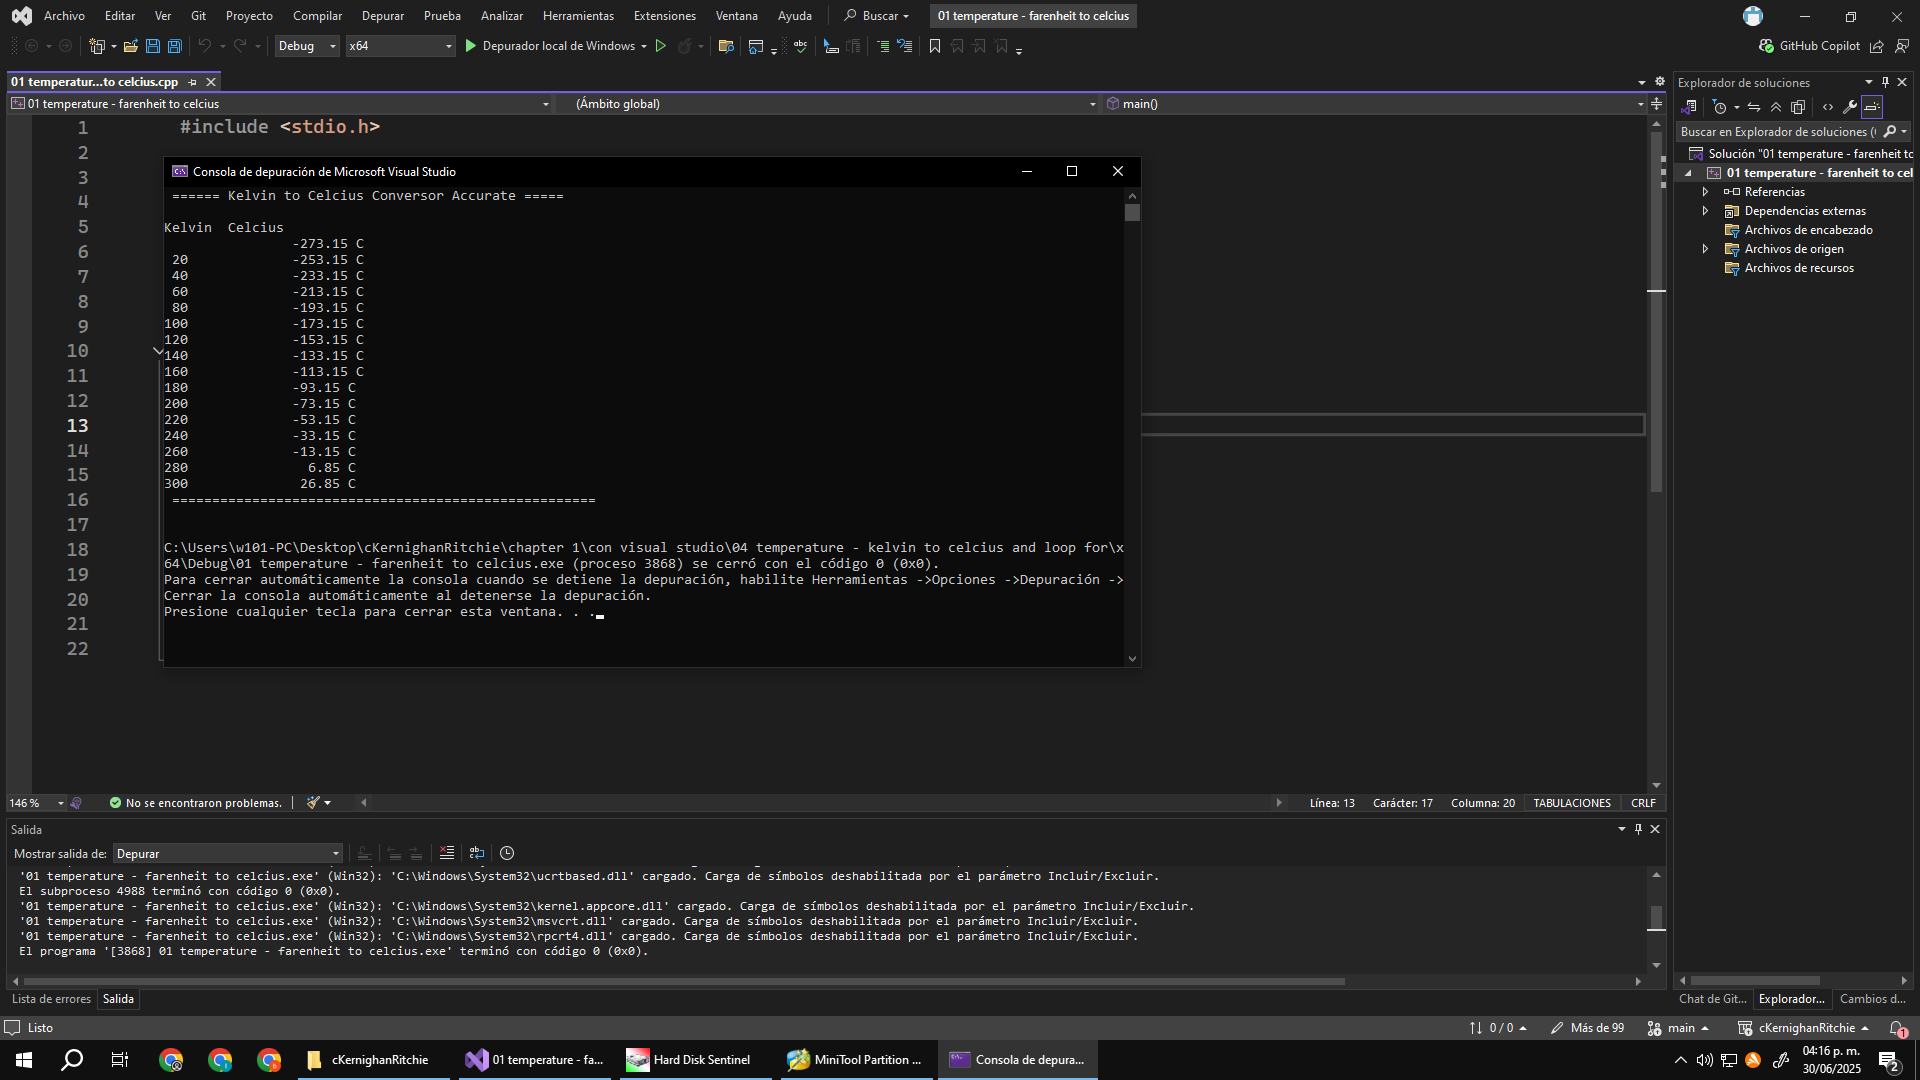 Archivo Editar Ver Git Proyecto Compilar Depurar Prueba Analizar Herramientas Extensiones Ventana Ayuda Buscar 01 temperature - farenheit to celcius
Debug x64 Depurador local de Windows GitHub Copilot
01 temperatur...to celcius.cpp
01 temperature - farenheit to celcius (Ámbito global) main()
1 #include <stdio.h>
2
3
4
5
6
7
8
9
10
11
12
13
14
15
16
17
18
19
20
21
22
Consola de depuración de Microsoft Visual Studio
====== Kelvin to Celcius Conversor Accurate =====
Kelvin Celcius
-273.15 C
20 -253.15 C
40 -233.15 C
60 -213.15 C
80 -193.15 C
100 -173.15 C
120 -153.15 C
140 -133.15 C
160 -113.15 C
180 -93.15 C
200 -73.15 C
220 -53.15 C
240 -33.15 C
260 -13.15 C
280 6.85 C
300 26.85 C
=====================================================
C:\Users\w101-PC\Desktop\cKernighanRitchie\chapter 1\con visual studio\04 temperature - kelvin to celcius and loop for\x
64\Debug\01 temperature - farenheit to celcius.exe (proceso 3868) se cerró con el código 0 (0x0).
Para cerrar automáticamente la consola cuando se detiene la depuración, habilite Herramientas ->Opciones ->Depuración ->
Cerrar la consola automáticamente al detenerse la depuración.
Presione cualquier tecla para cerrar esta ventana. . .
Explorador de soluciones
Buscar en Explorador de soluciones (
Solución "01 temperature - farenheit to
01 temperature - farenheit to cel
Referencias
Dependencias externas
Archivos de encabezado
Archivos de origen
Archivos de recursos
146 % No se encontraron problemas. Línea: 13 Carácter: 17 Columna: 20 TABULACIONES CRLF
Salida
Mostrar salida de: Depurar
'01 temperature - farenheit to celcius.exe' (Win32): 'C:\Windows\System32\ucrtbased.dll' cargado. Carga de símbolos deshabilitada por el parámetro Incluir/Excluir.
El subproceso 4988 terminó con código 0 (0x0).
'01 temperature - farenheit to celcius.exe' (Win32): 'C:\Windows\System32\kernel.appcore.dll' cargado. Carga de símbolos deshabilitada por el parámetro Incluir/Excluir.
'01 temperature - farenheit to celcius.exe' (Win32): 'C:\Windows\System32\msvcrt.dll' cargado. Carga de símbolos deshabilitada por el parámetro Incluir/Excluir.
'01 temperature - farenheit to celcius.exe' (Win32): 'C:\Windows\System32\rpcrt4.dll' cargado. Carga de símbolos deshabilitada por el parámetro Incluir/Excluir.
El programa '[3868] 01 temperature - farenheit to celcius.exe' terminó con código 0 (0x0).
Lista de errores Salida
Chat de Git... Explorador... Cambios d...
Listo 0 / 0 Más de 99 main cKernighanRitchie 1
cKernighanRitchie 01 temperature - fa... Hard Disk Sentinel MiniTool Partition ... Consola de depura...
04:16 p. m.
30/06/2025
2